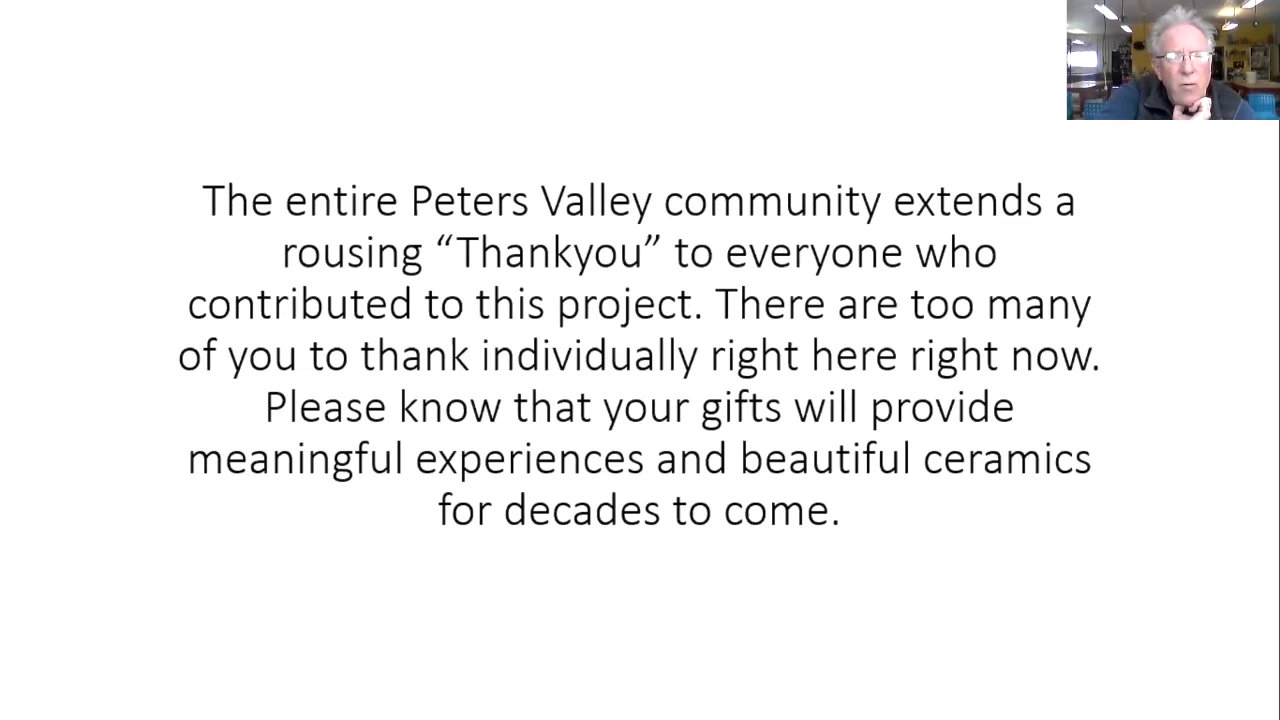 The entire Peters Valley community extends a
rousing “Thankyou” to everyone who
contributed to this project. There are too many
of you to thank individually right here right now.
Please know that your gifts will provide
meaningful experiences and beautiful ceramics
for decades to come.